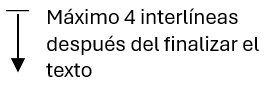 Máximo 4 interlíneas
después del finalizar el
texto